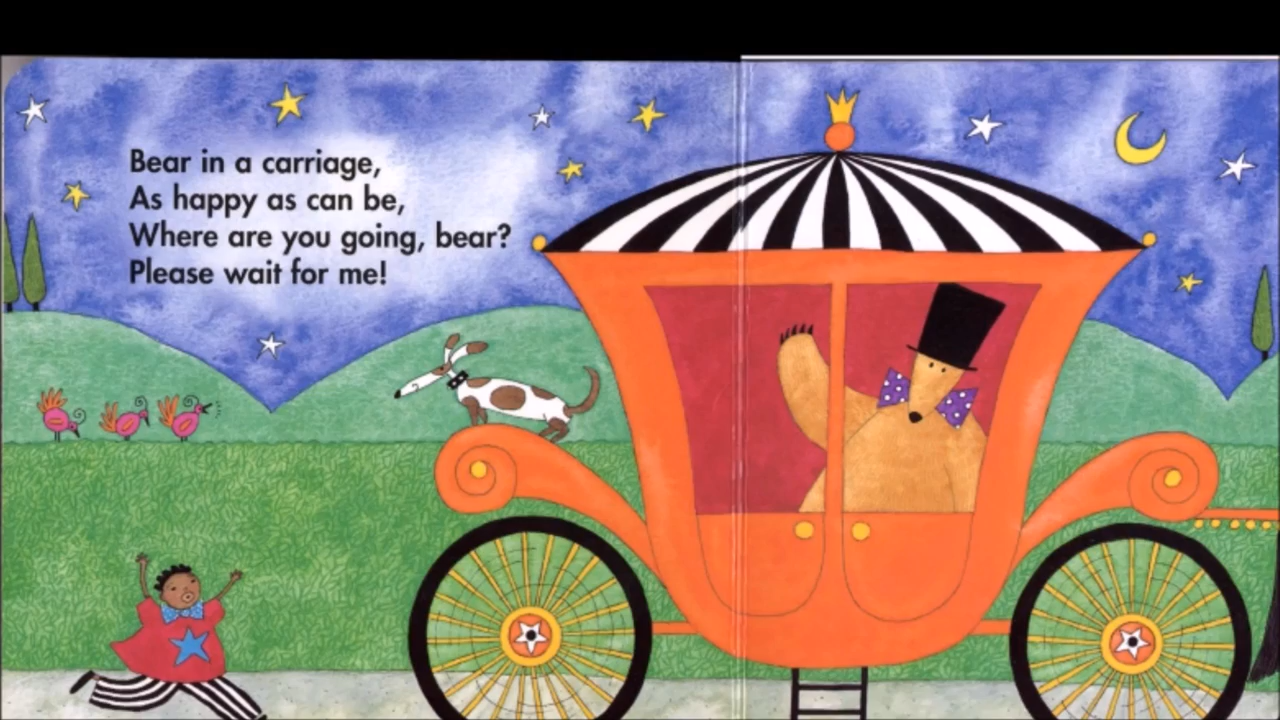 Bear in a carriage,
As happy as can be,
Where are you going, bear?
Please wait for me!